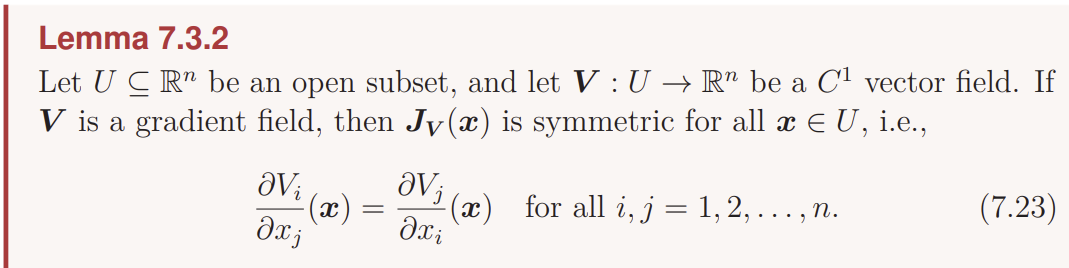 Lemma 7.3.2
Let U ⊆ ℝⁿ be an open subset, and let V : U → ℝⁿ be a C¹ vector field. If
V is a gradient field, then J_V(x) is symmetric for all x ∈ U, i.e.,
∂V_i/∂x_j (x) = ∂V_j/∂x_i (x) for all i, j = 1, 2, . . . , n. (7.23)